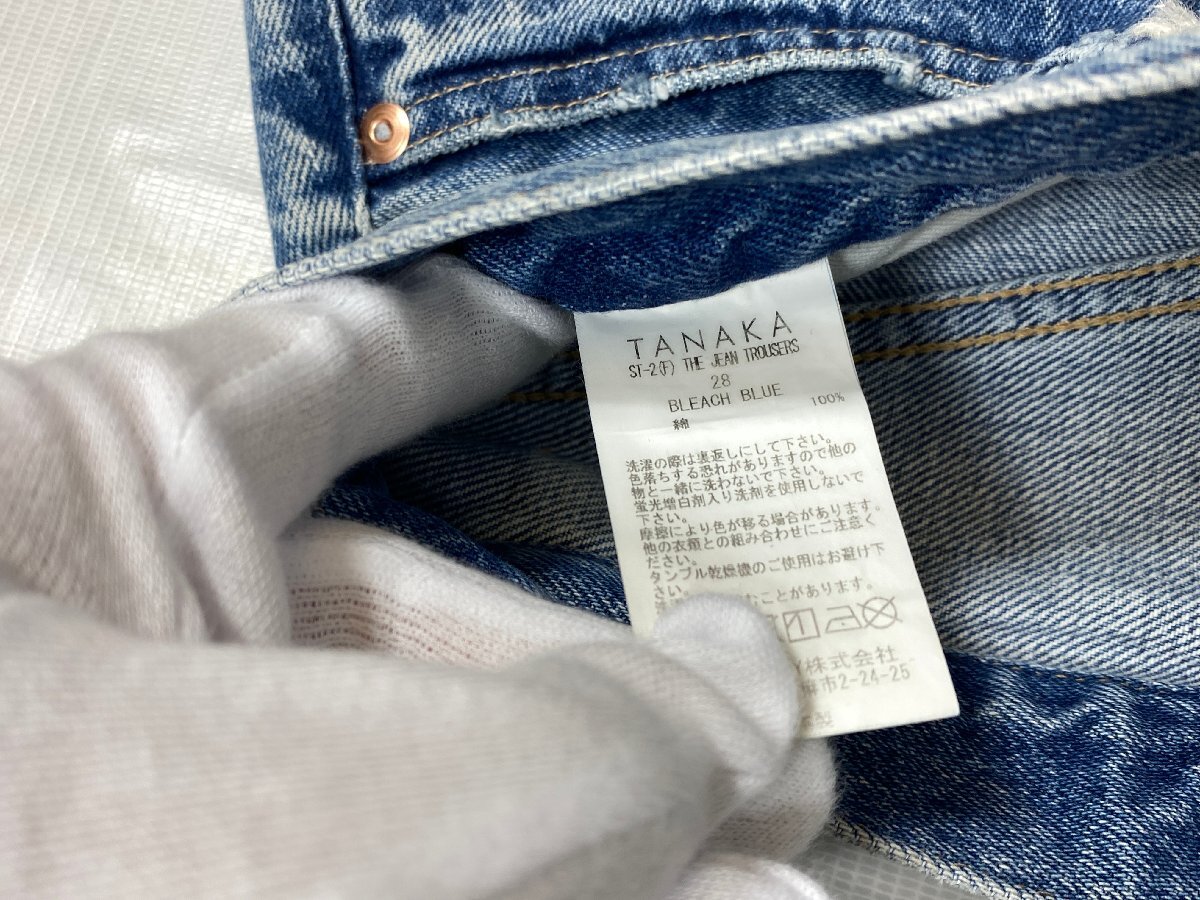 TANAKA
ST-2(F) THE JEAN TROUSERS
28
BLEACH BLUE
綿 100%
洗濯の際は裏返しにして下さい。
色落ちする恐れがありますので他の
物と一緒に洗わないで下さい。
蛍光増白剤入り洗剤を使用しないで
下さい。
摩擦により色が移る場合があります。
他の衣類との組み合わせにご注意く
ださい。
タンブル乾燥機のご使用はお避け下
さい。
むことがあります。
株式会社
市2-24-25
製